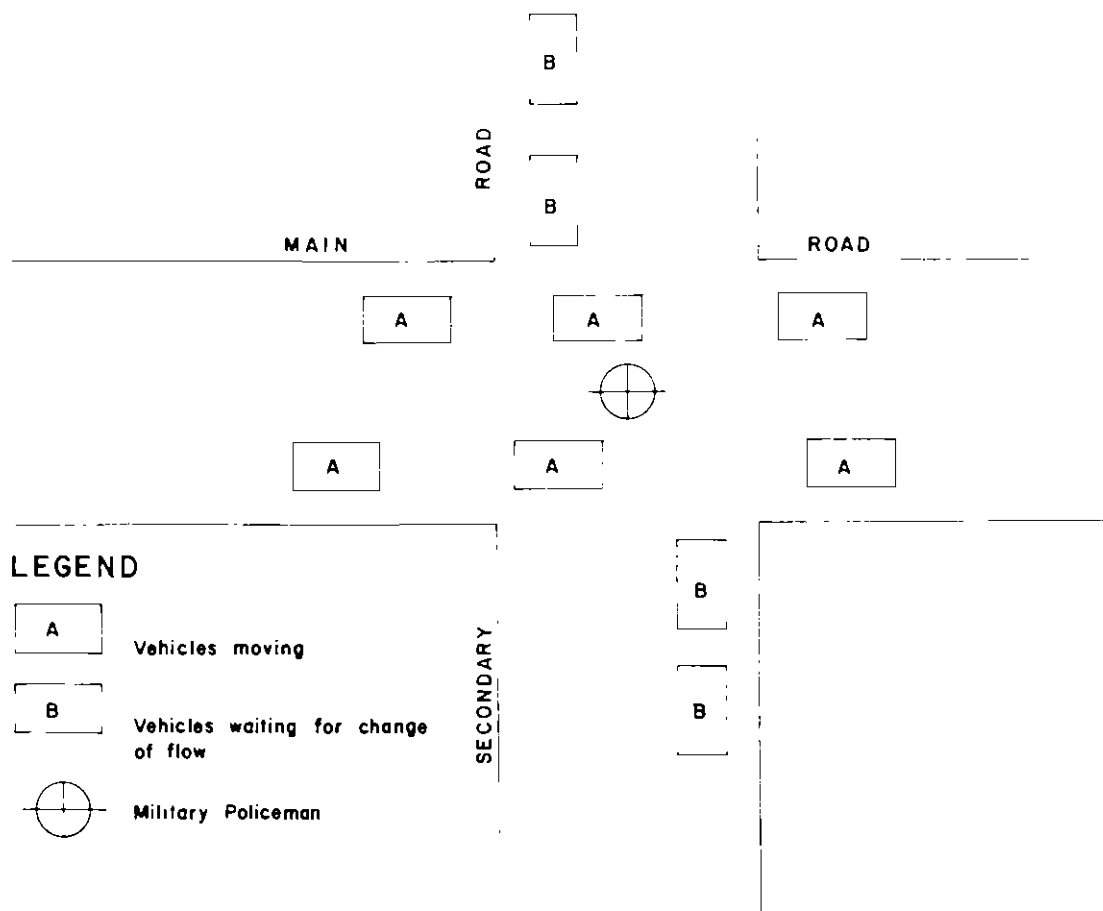 B
ROAD
B
MAIN ROAD
A A A
A A A
LEGEND
B
A
Vehicles moving
SECONDARY
B
B
Vehicles waiting for change
of flow
Military Policeman